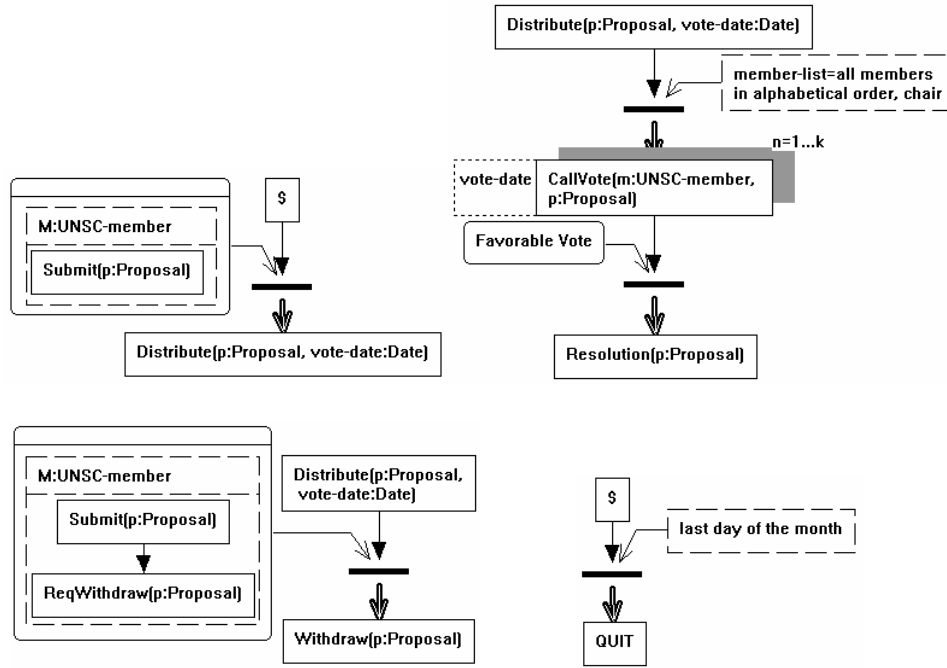 Distribute(p:Proposal, vote-date:Date)
member-list=all members
in alphabetical order, chair
n=1...k
vote-date
CallVote(m:UNSC-member,
p:Proposal)
Favorable Vote
Resolution(p:Proposal)
M:UNSC-member
Submit(p:Proposal)
$
Distribute(p:Proposal, vote-date:Date)
M:UNSC-member
Submit(p:Proposal)
ReqWithdraw(p:Proposal)
Distribute(p:Proposal,
vote-date:Date)
Withdraw(p:Proposal)
$
last day of the month
QUIT